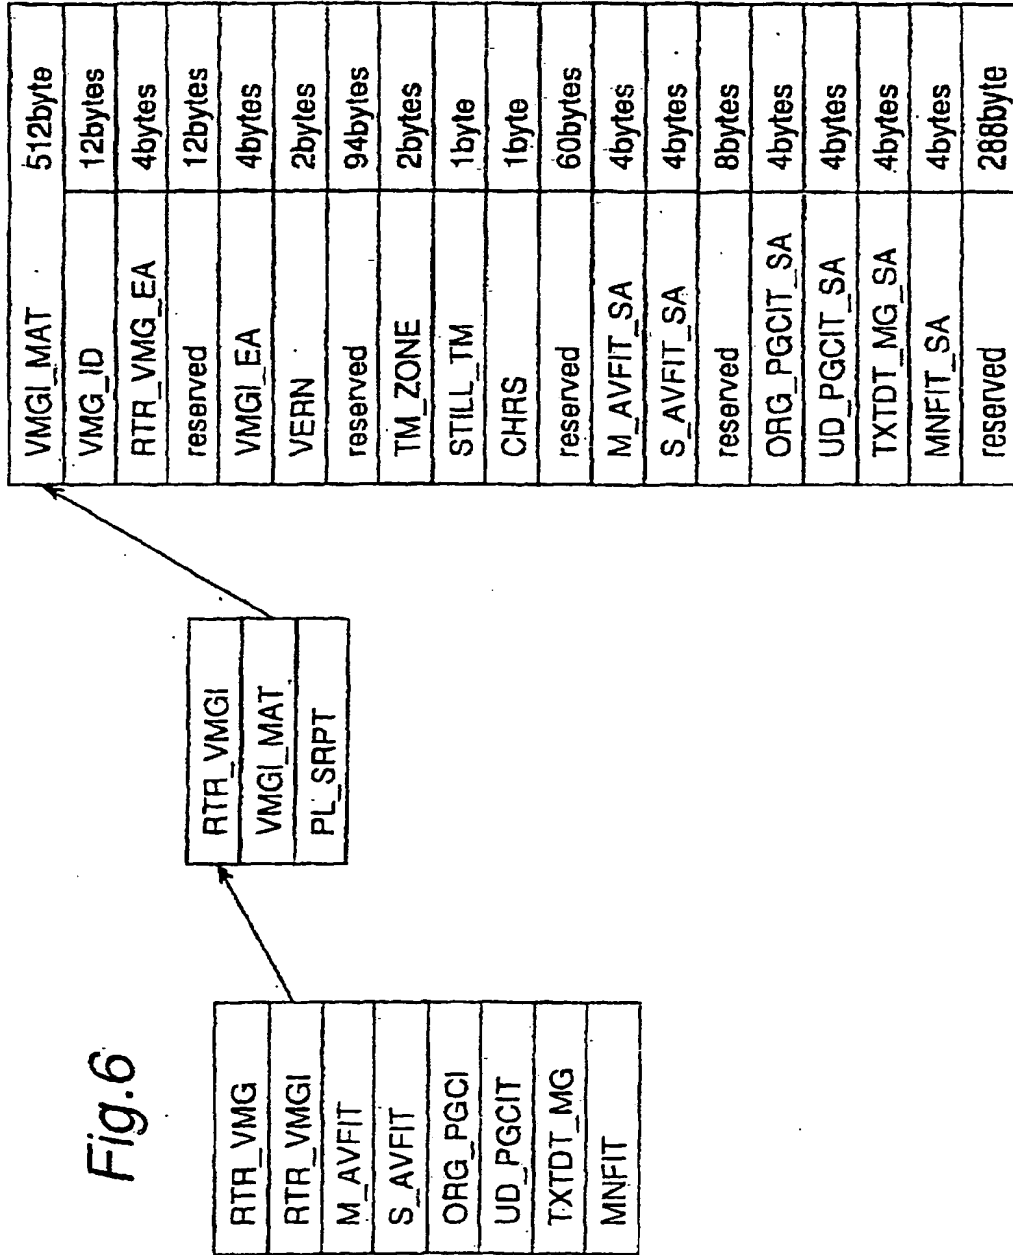 Fig.6
RTR_VMG
RTR_VMGI
M_AVFIT
S_AVFIT
ORG_PGCI
UD_PGCIT
TXTDT_MG
MNFIT
RTR_VMGI
VMGI_MAT
PL_SRPT
VMGI_MAT 512byte
VMG_ID 12bytes
RTR_VMG_EA 4bytes
reserved 12bytes
VMGI_EA 4bytes
VERN 2bytes
reserved 94bytes
TM_ZONE 2bytes
STILL_TM 1byte
CHRS 1byte
reserved 60bytes
M_AVFIT_SA 4bytes
S_AVFIT_SA 4bytes
reserved 8bytes
ORG_PGCIT_SA 4bytes
UD_PGCIT_SA 4bytes
TXTDT_MG_SA 4bytes
MNFIT_SA 4bytes
reserved 288byte